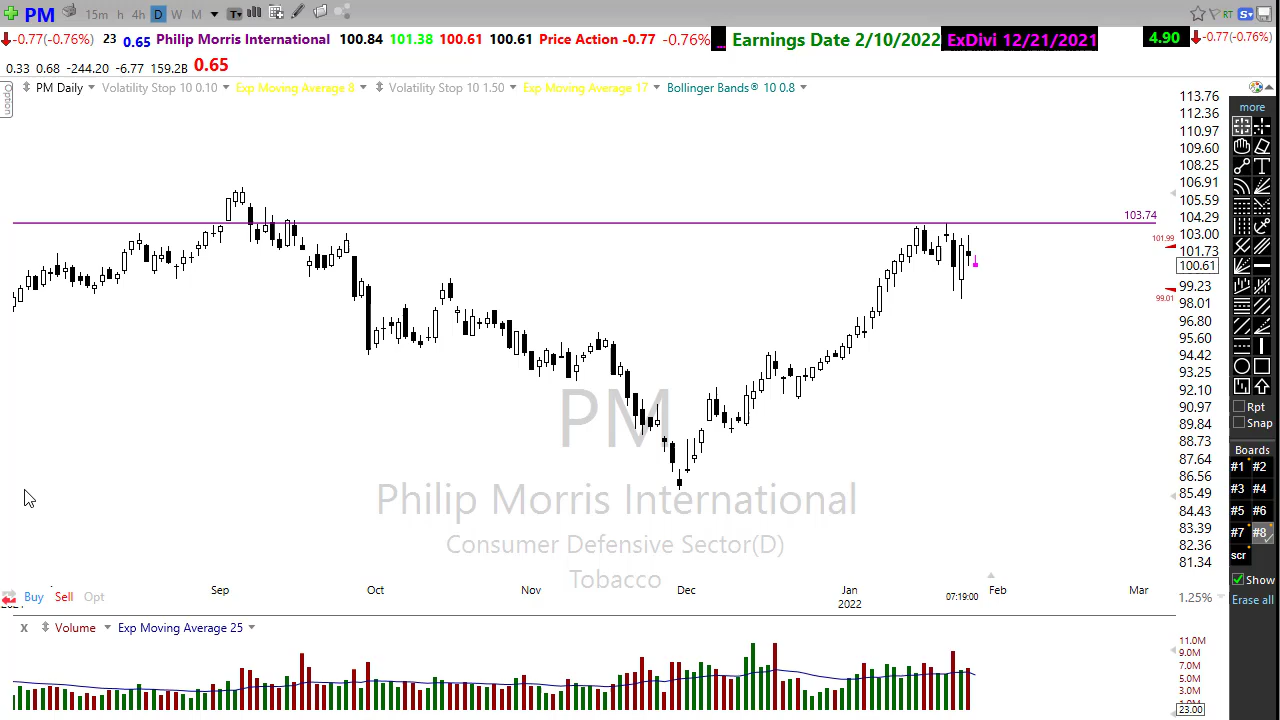 PM 15m h 4h D W M T RT S
-0.77(-0.76%) 23 0.65 Philip Morris International 100.84 101.38 100.61 100.61 Price Action -0.77 -0.76% ... Earnings Date 2/10/2022 ExDivi 12/21/2021 4.90 -0.77(-0.76%)
0.33 0.68 -244.20 -6.77 159.2B 0.65
Option
PM Daily Volatility Stop 10 0.10 Exp Moving Average 8 Volatility Stop 10 1.50 Exp Moving Average 17 Bollinger Bands® 10 0.8
113.76
more
112.36
110.97
109.60
108.25
106.91
105.59
103.74
104.29
103.00
101.99
101.73
100.61
99.23
99.01
98.01
96.80
95.60
94.42
93.25
92.10
90.97
89.84
88.73
87.64
86.56
85.49
84.43
83.39
82.36
81.34
Rpt
Snap
Boards
#1 #2
#3 #4
#5 #6
#7 #8
scr
Show
Erase all
PM
Philip Morris International
Consumer Defensive Sector(D)
Tobacco
Sep Oct Nov Dec Jan Feb Mar
2022 07:19:00
Buy Sell Opt 1.25%
x Volume Exp Moving Average 25
11.0M
9.0M
7.0M
5.0M
3.0M
23.00